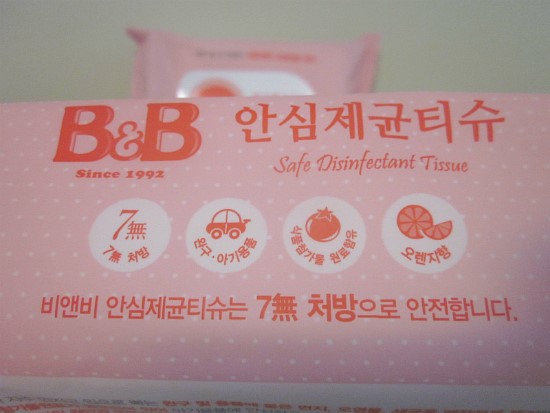 B&B
Since 1992
안심제균티슈
Safe Disinfectant Tissue
7無
7無 처방
완구·아기용품
식품첨가물 원료함유
오렌지향
비앤비 안심제균티슈는 7無 처방으로 안전합니다.